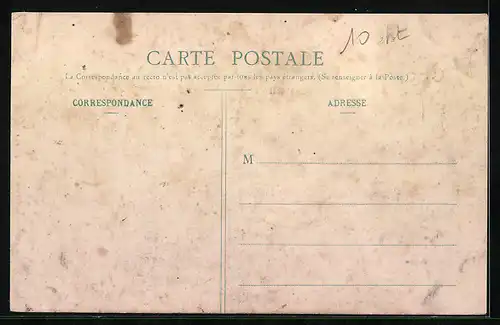 10
CARTE POSTALE
La Correspondance au recto n'est pas acceptée par tous les pays étrangers. (Se renseigner à la Poste.)
CORRESPONDANCE
ADRESSE
M